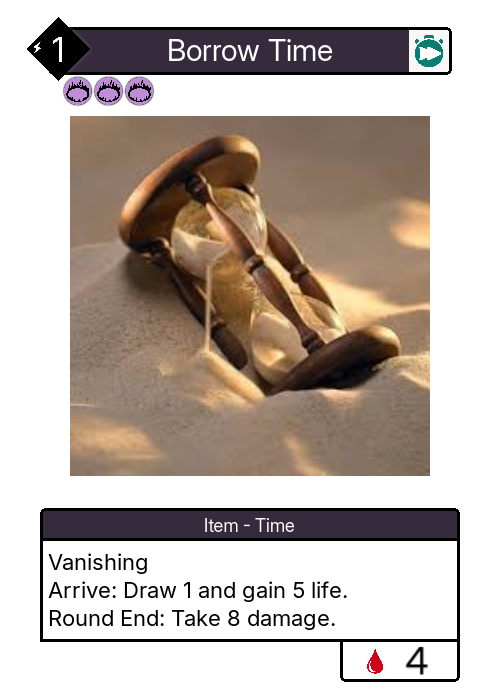 1
Borrow Time
Item - Time
Vanishing
Arrive: Draw 1 and gain 5 life.
Round End: Take 8 damage.
4